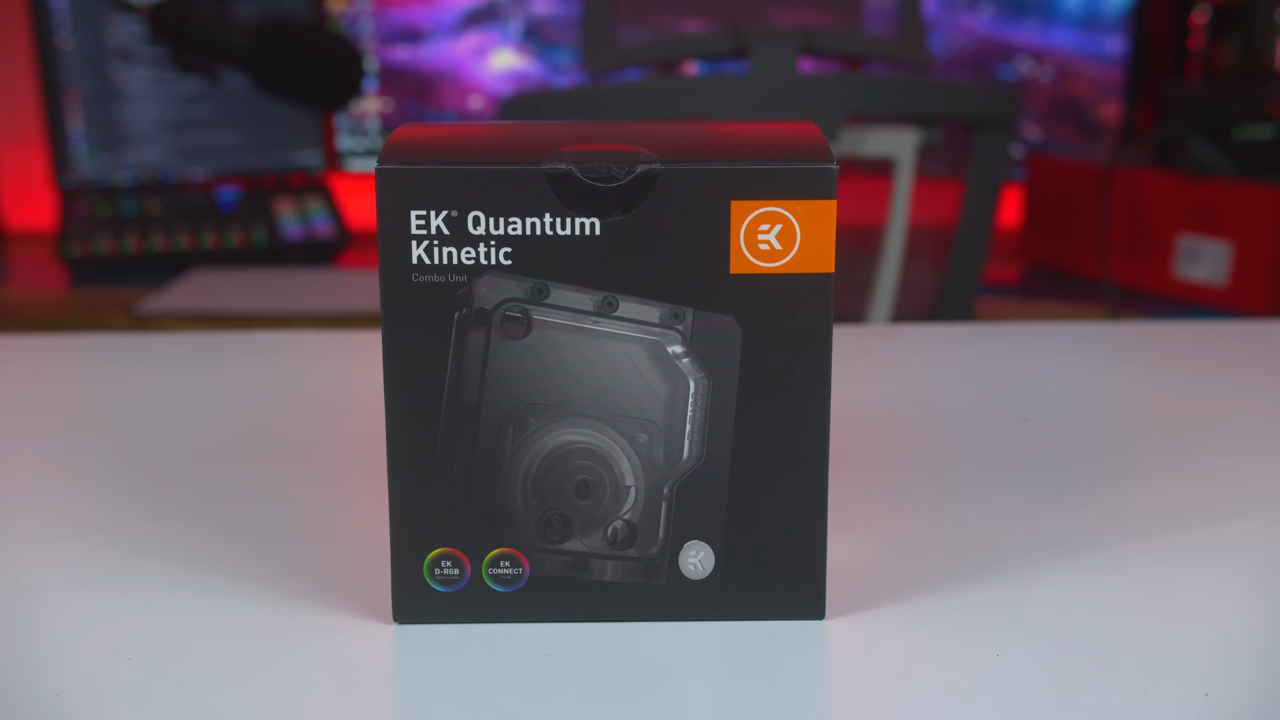 EK® Quantum
Kinetic
Combo Unit
EK
D-RGB
EK
CONNECT